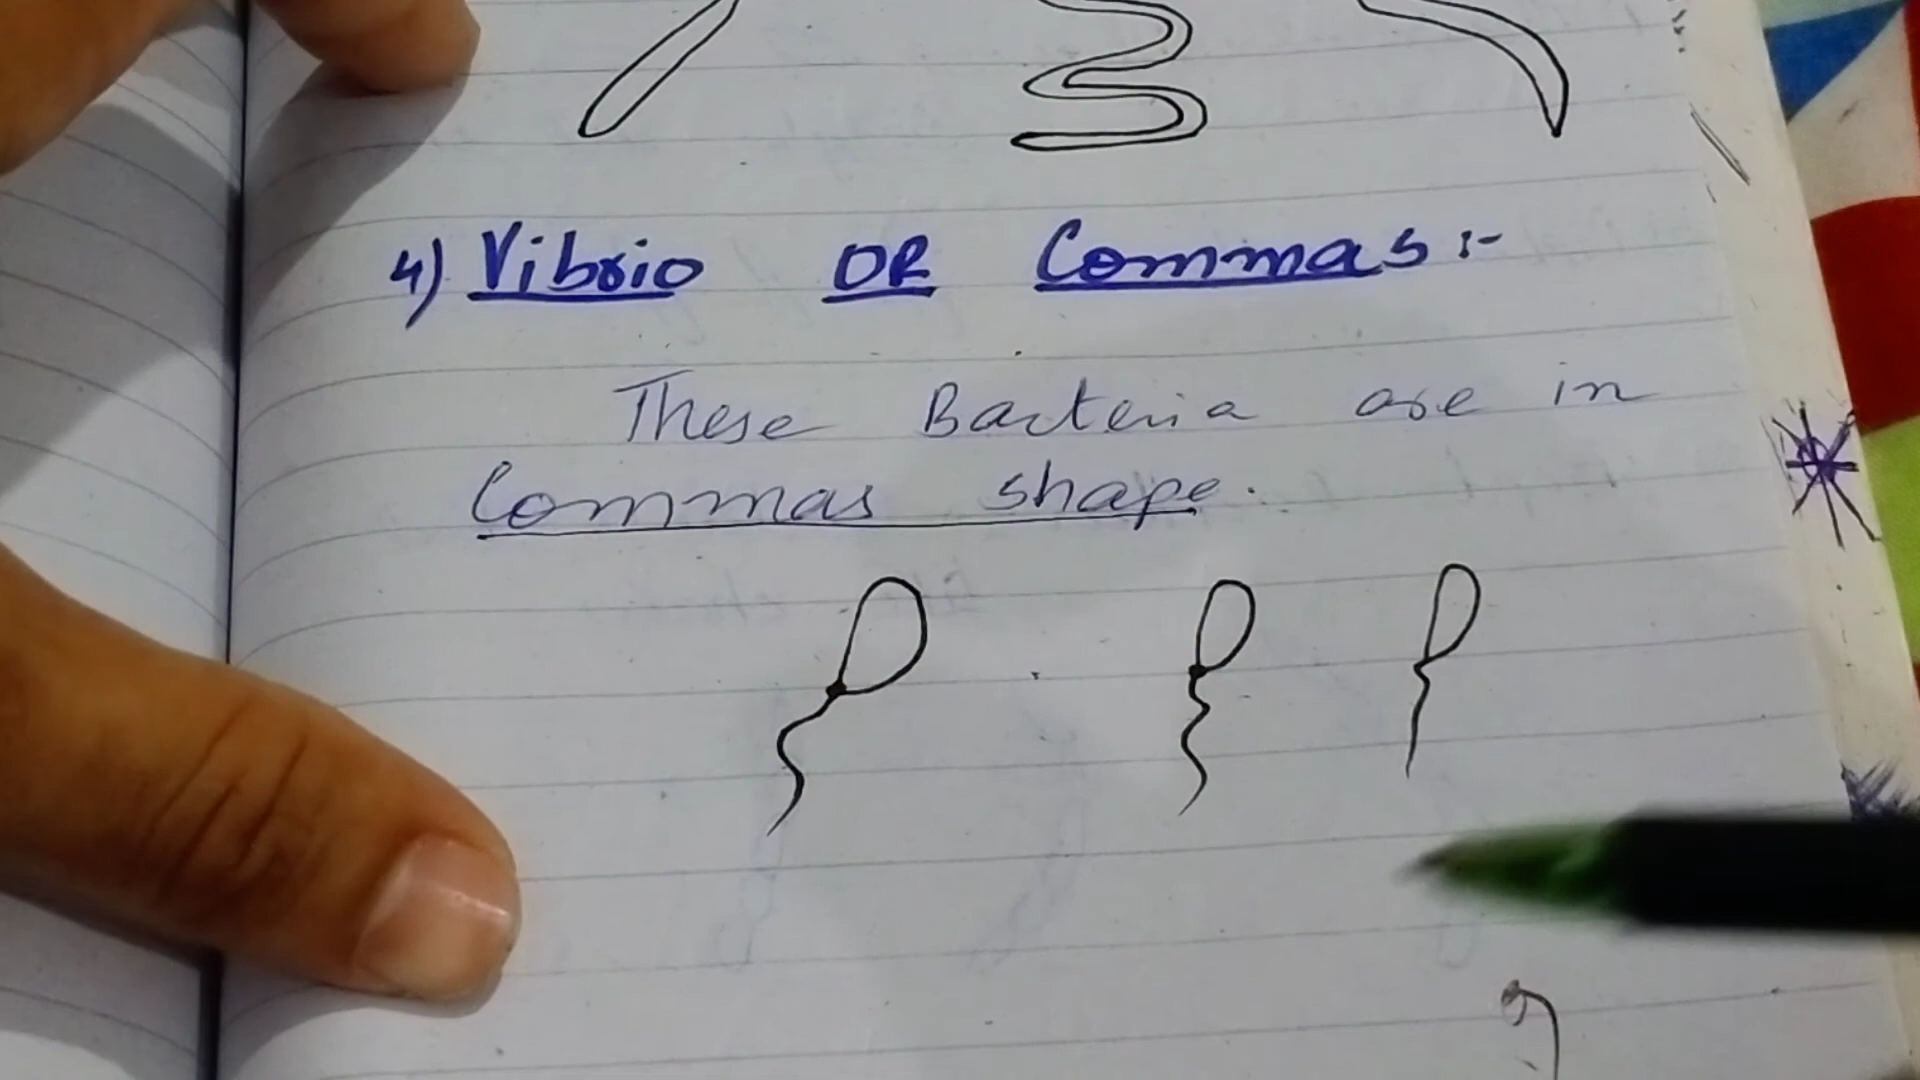 4) Vibrio OR Commas :-
These Bacteria are in
Commas shape.